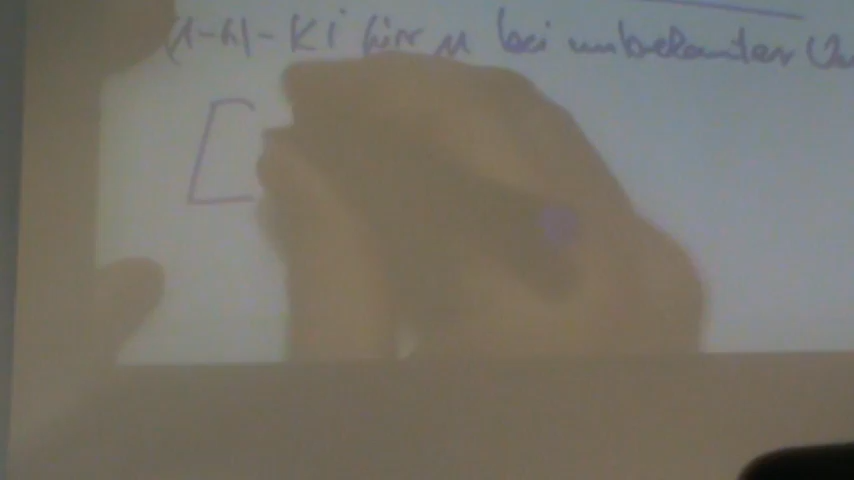 (1-α)-KI für μ bei unbekannter
[